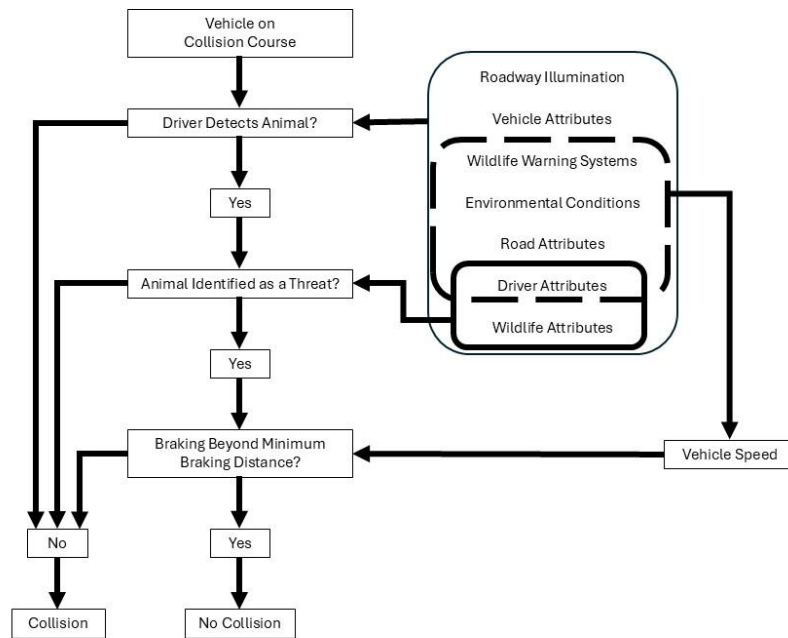 Vehicle on
Collision Course
Roadway Illumination
Driver Detects Animal?
Vehicle Attributes
Wildlife Warning Systems
Yes
Environmental Conditions
Road Attributes
Animal Identified as a Threat?
Driver Attributes
Wildlife Attributes
Yes
Braking Beyond Minimum
Braking Distance?
Vehicle Speed
No
Yes
Collision
No Collision